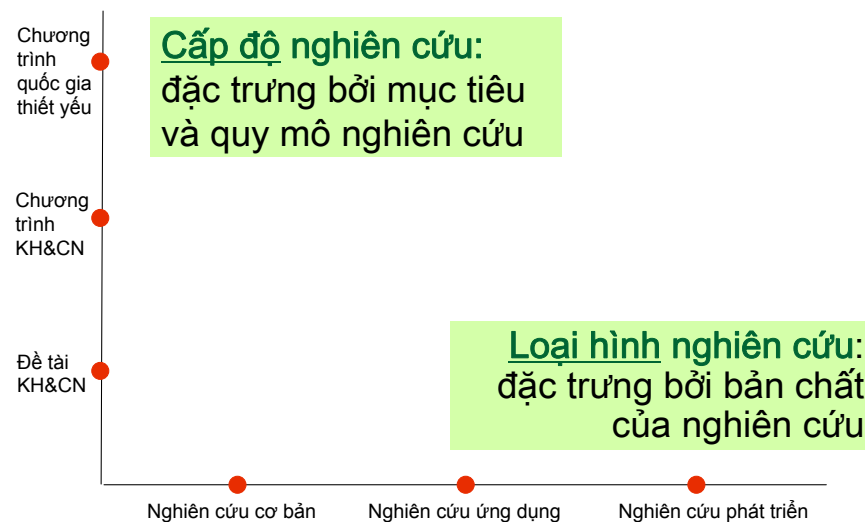 Chương
trình
quốc gia
thiết yếu
Cấp độ nghiên cứu:
đặc trưng bởi mục tiêu
và quy mô nghiên cứu
Chương
trình
KH&CN
Đề tài
KH&CN
Loại hình nghiên cứu:
đặc trưng bởi bản chất
của nghiên cứu
Nghiên cứu cơ bản
Nghiên cứu ứng dụng
Nghiên cứu phát triển